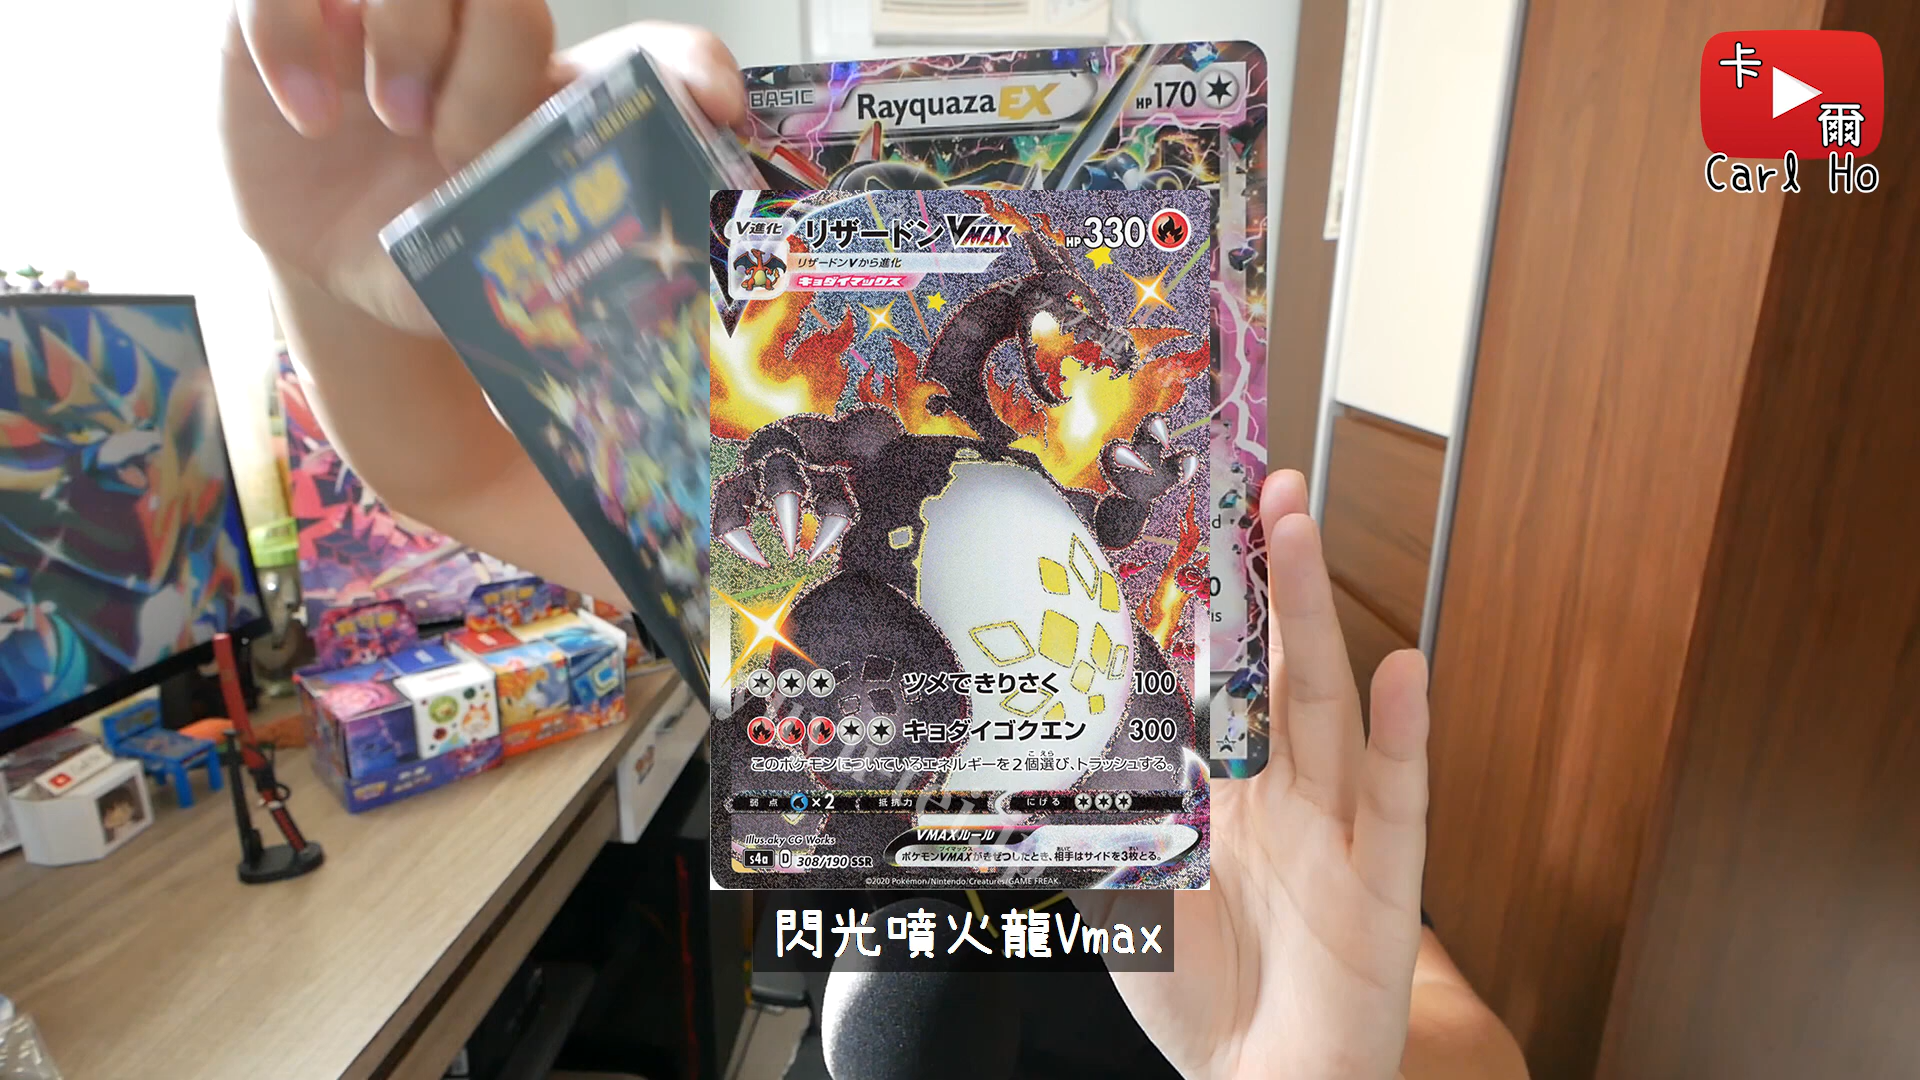 卡
爾
Carl Ho
BASIC
RayquazaEX
HP170
V進化
リザードンVMAX
HP330
リザードンVから進化
キョダイマックス
ツメできりさく 100
キョダイゴクエン 300
このポケモンについているエネルギーを2個選び、トラッシュする。
弱点 ×2 抵抗力 にげる
Illus.aky CG Works
VMAXルール
s4a D 308/190 SSR
ポケモンVMAXがきぜつしたとき、相手はサイドを3枚とる。
©2020 Pokémon/Nintendo/Creatures/GAME FREAK.
閃光噴火龍Vmax